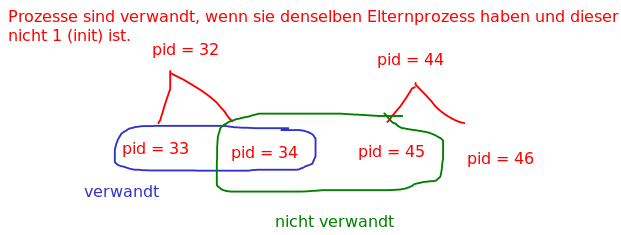 Prozesse sind verwandt, wenn sie denselben Elternprozess haben und dieser
nicht 1 (init) ist.
pid = 32
pid = 44
pid = 33
pid = 34
pid = 45
pid = 46
verwandt
nicht verwandt